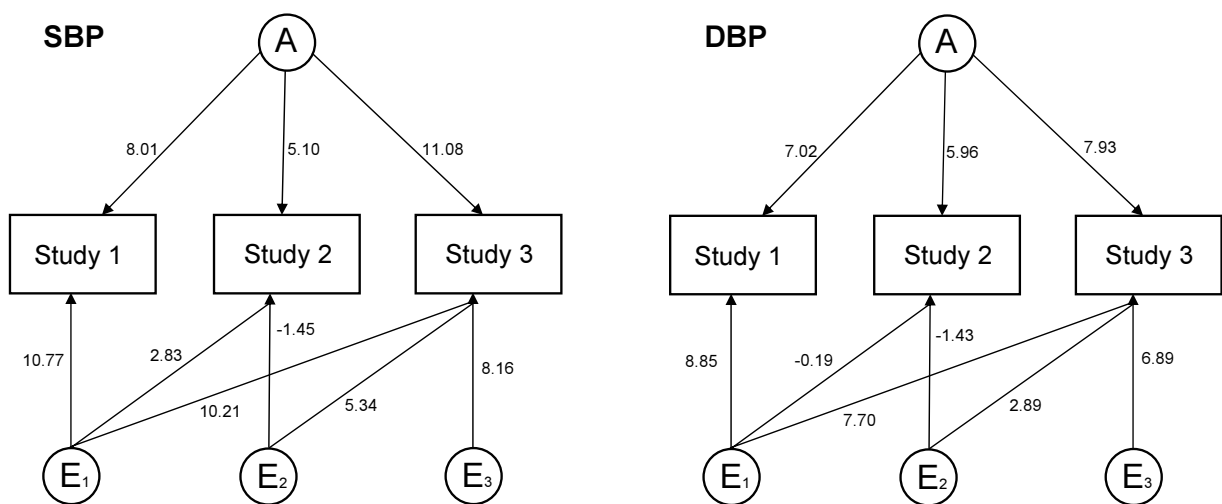 SBP
A
8.01
5.10
11.08
Study 1
Study 2
Study 3
10.77
2.83
-1.45
10.21
5.34
8.16
E1
E2
E3
DBP
A
7.02
5.96
7.93
Study 1
Study 2
Study 3
8.85
-0.19
-1.43
7.70
2.89
6.89
E1
E2
E3